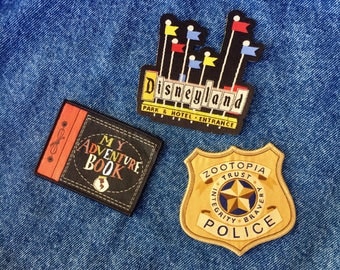 Disneyland
PARK & HOTEL ENTRANCE
MY
ADVENTURE
BOOK
ZOOTOPIA
TRUST
INTEGRITY BRAVERY
POLICE